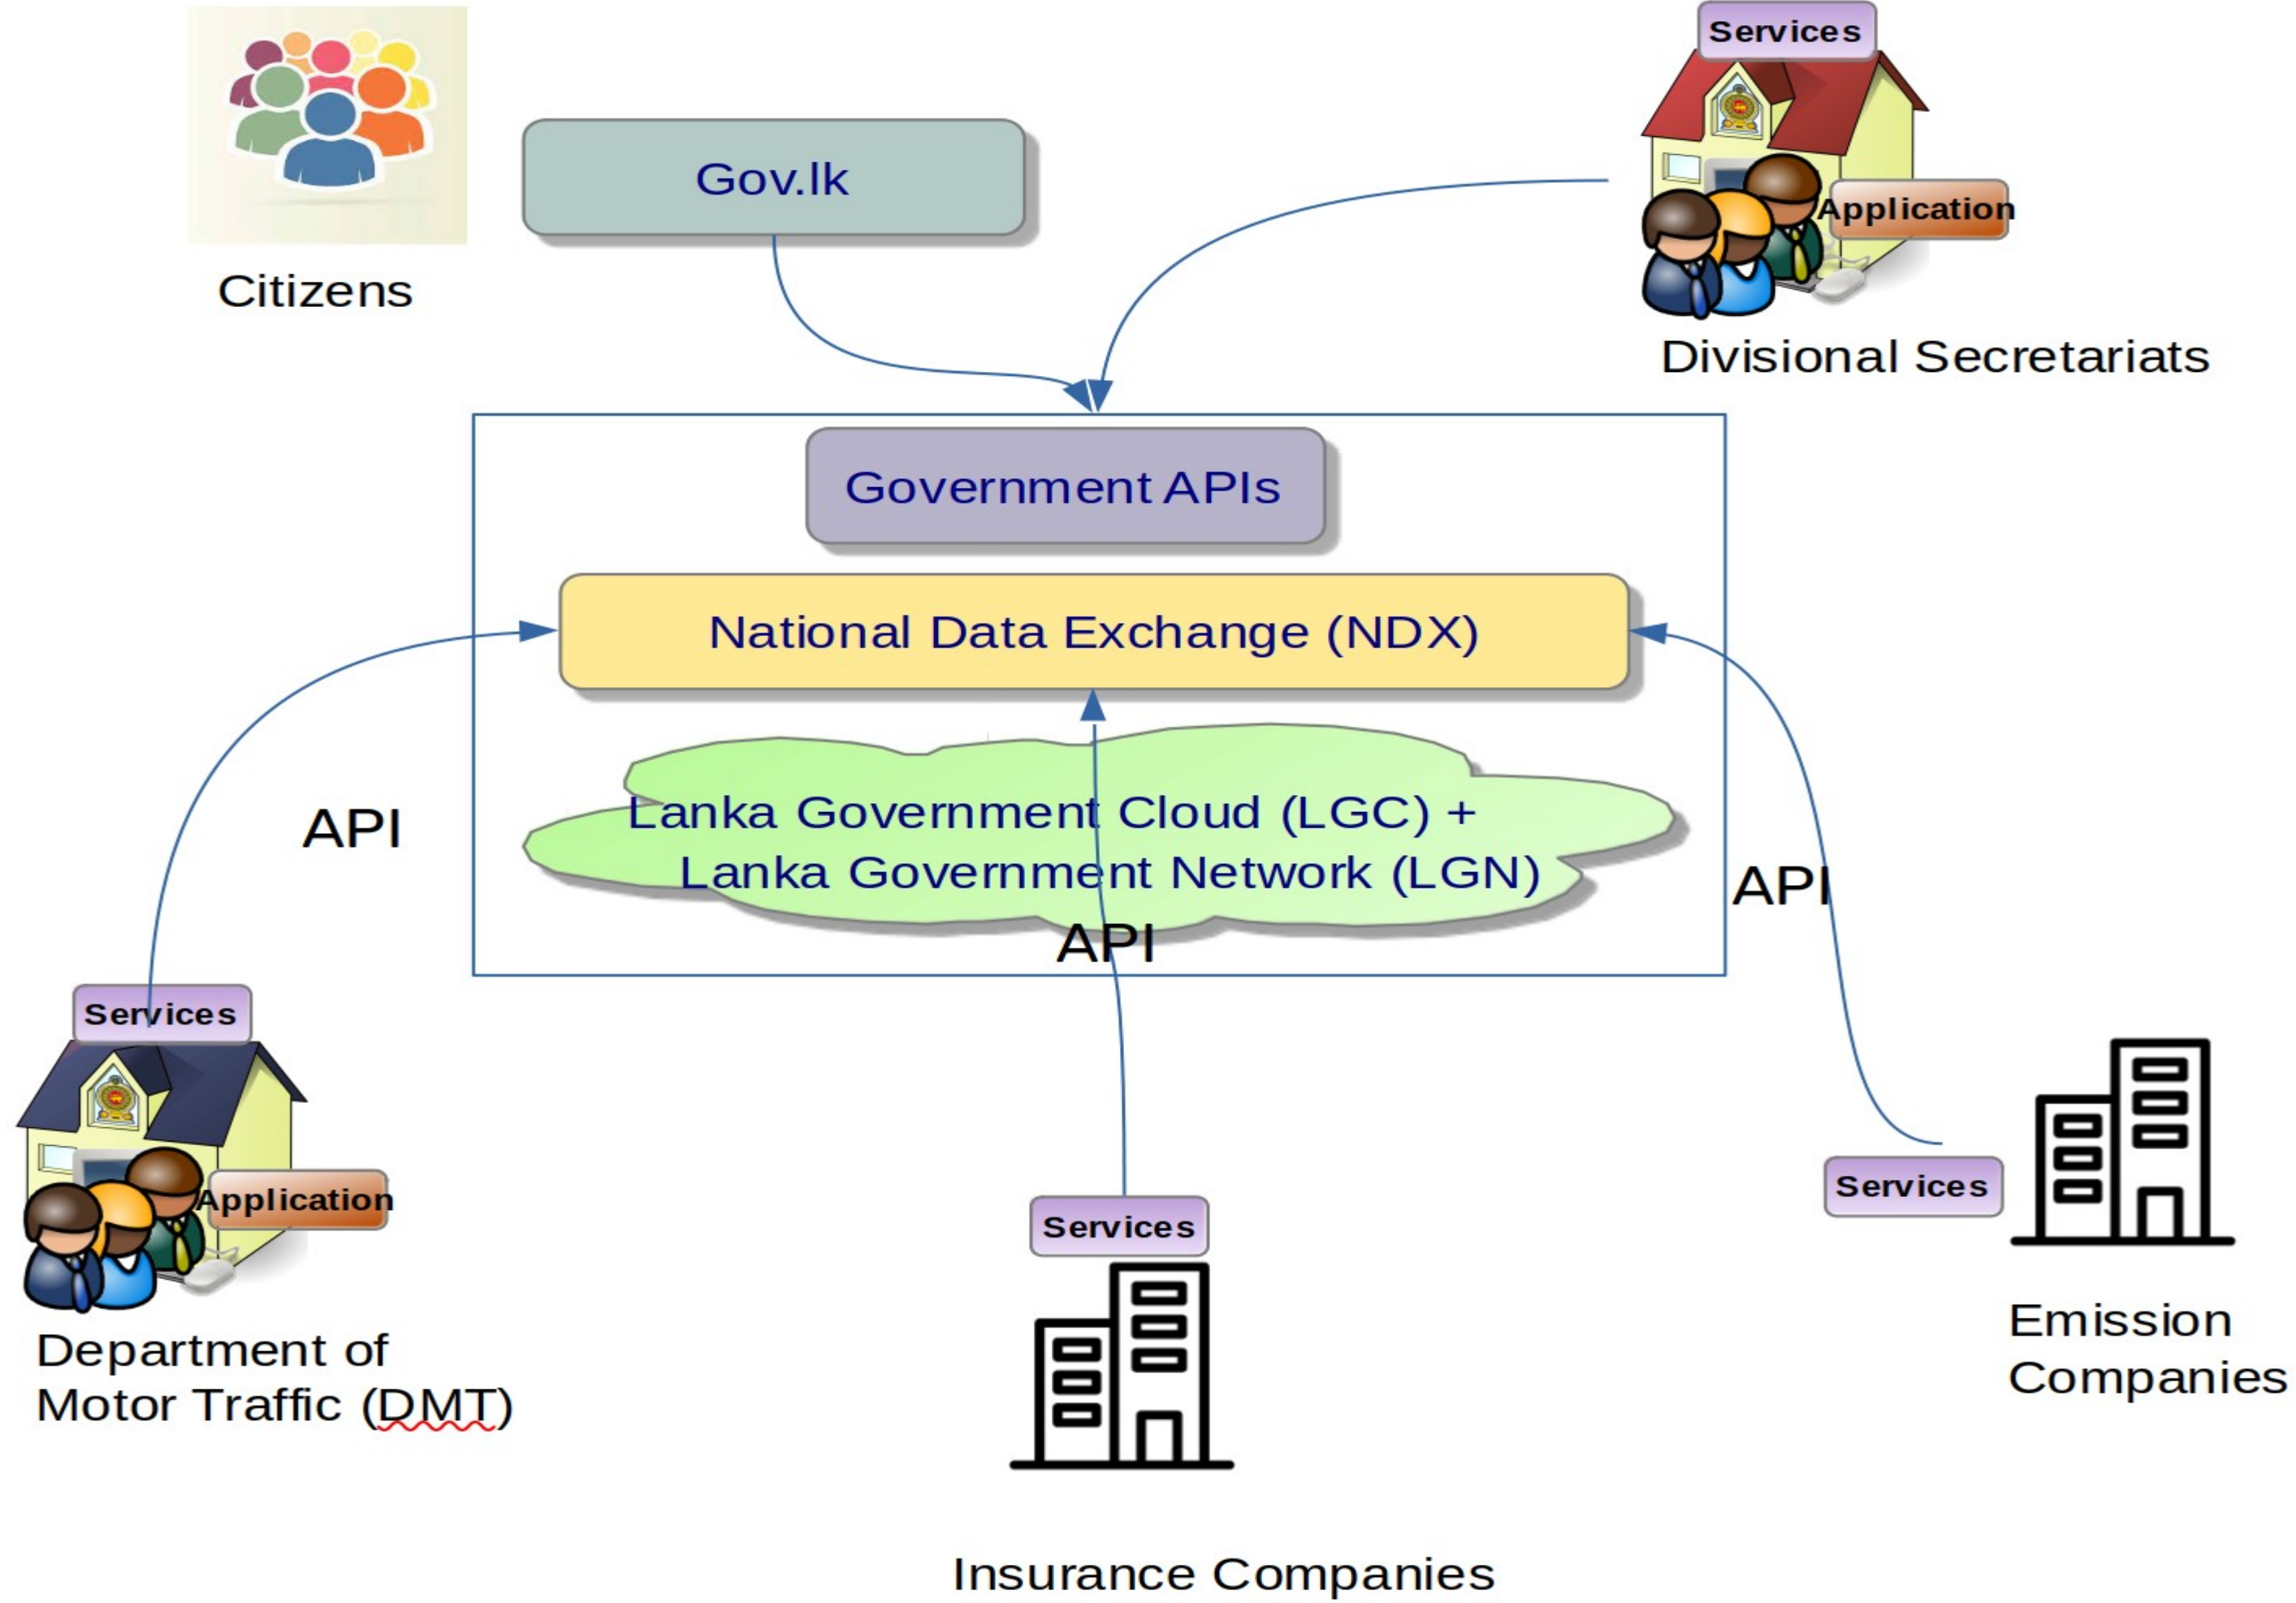 Services
Gov.lk
Application
Citizens
Divisional Secretariats
Government APIs
National Data Exchange (NDX)
Lanka Government Cloud (LGC) +
Lanka Government Network (LGN)
API
API
API
Services
Application
Department of
Motor Traffic (DMT)
Services
Insurance Companies
Services
Emission
Companies